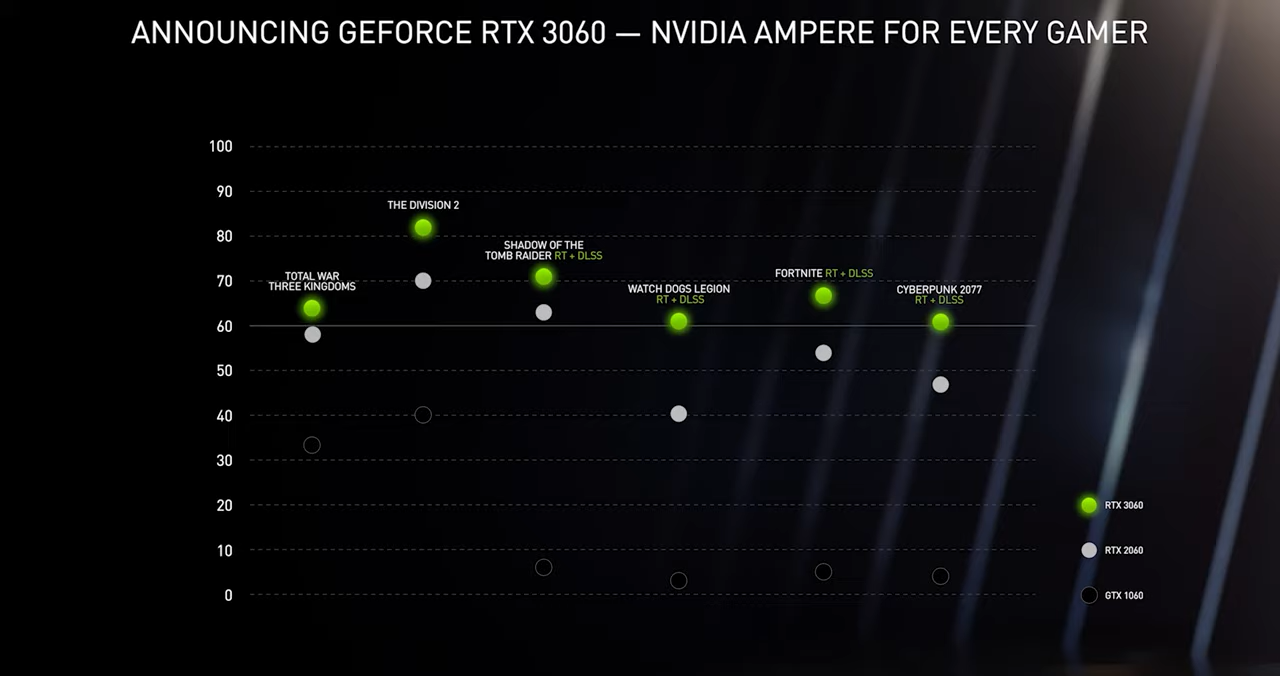 ANNOUNCING GEFORCE RTX 3060 — NVIDIA AMPERE FOR EVERY GAMER
100
90
80
70
60
50
40
30
20
10
0
TOTAL WAR
THREE KINGDOMS
THE DIVISION 2
SHADOW OF THE
TOMB RAIDER RT + DLSS
WATCH DOGS LEGION
RT + DLSS
FORTNITE RT + DLSS
CYBERPUNK 2077
RT + DLSS
RTX 3060
RTX 2060
GTX 1060